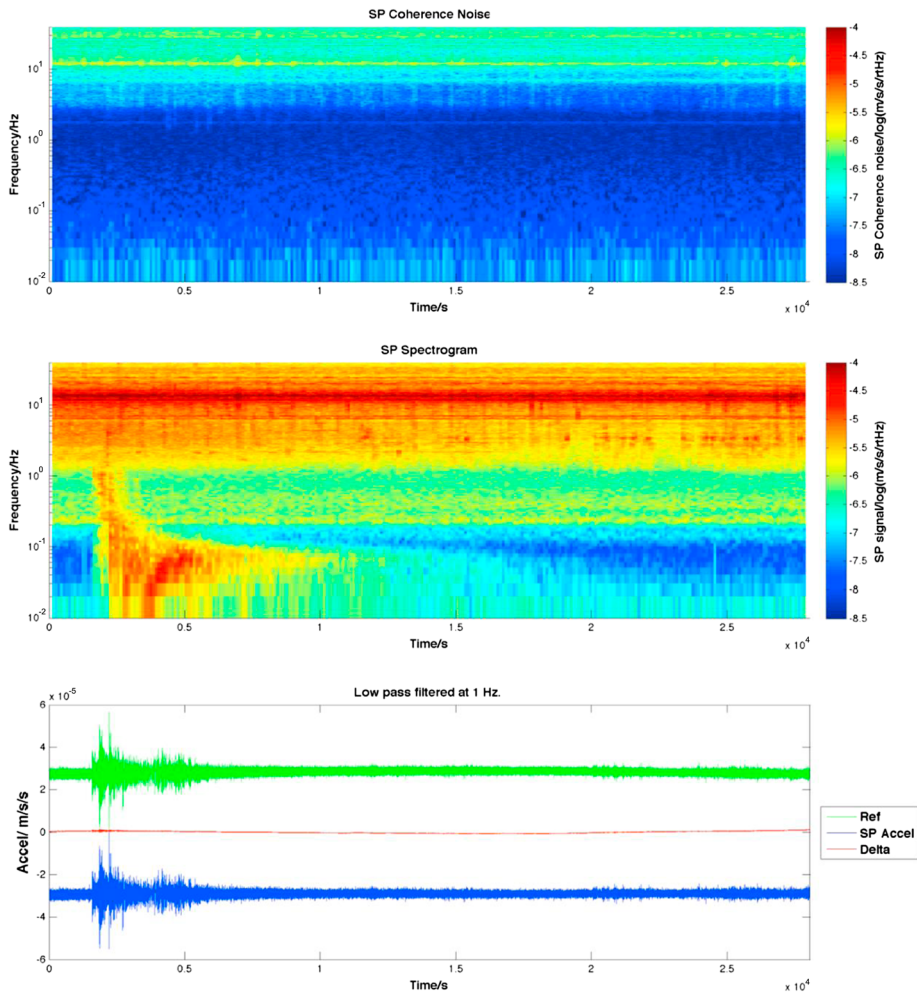 SP Coherence Noise
Frequency/Hz
10^1
10^0
10^-1
10^-2
0 0.5 1 1.5 2 2.5
x 10^4
Time/s
-4
-4.5
-5
-5.5
-6
-6.5
-7
-7.5
-8
-8.5
SP Coherence noise/log(m/s/s/rtHz)
SP Spectrogram
Frequency/Hz
10^1
10^0
10^-1
10^-2
0 0.5 1 1.5 2 2.5
x 10^4
Time/s
-4
-4.5
-5
-5.5
-6
-6.5
-7
-7.5
-8
-8.5
SP signal/log(m/s/s/rtHz)
Low pass filtered at 1 Hz.
x 10^-5
Accel/ m/s/s
6
4
2
0
-2
-4
-6
0 0.5 1 1.5 2 2.5
x 10^4
Time/s
Ref
SP Accel
Delta